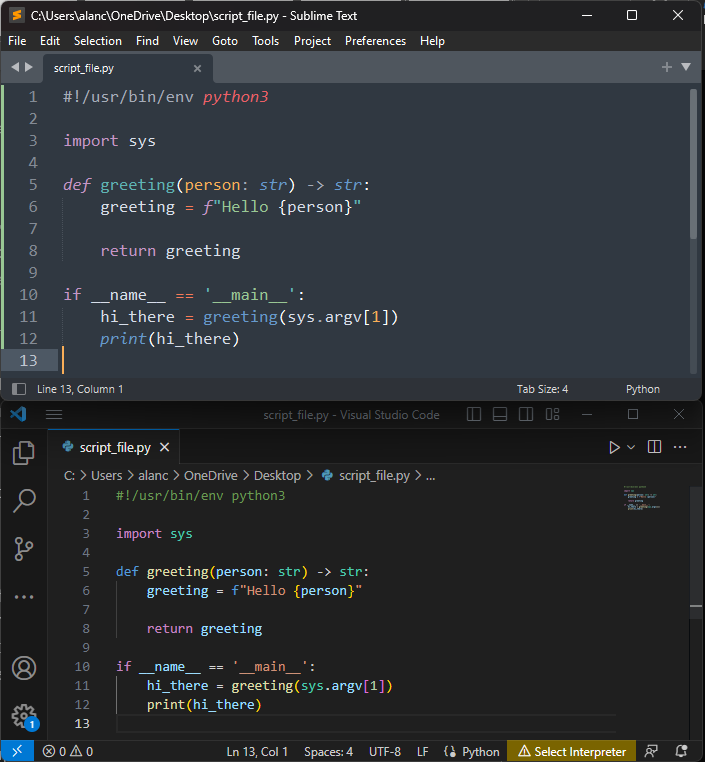 C:\Users\alanc\OneDrive\Desktop\script_file.py - Sublime Text
File Edit Selection Find View Goto Tools Project Preferences Help
script_file.py
1 #!/usr/bin/env python3
2
3 import sys
4
5 def greeting(person: str) -> str:
6     greeting = f"Hello {person}"
7
8     return greeting
9
10 if __name__ == '__main__':
11     hi_there = greeting(sys.argv[1])
12     print(hi_there)
13
Line 13, Column 1 Tab Size: 4 Python
script_file.py - Visual Studio Code
script_file.py
C: > Users > alanc > OneDrive > Desktop > script_file.py > ...
1 #!/usr/bin/env python3
2
3 import sys
4
5 def greeting(person: str) -> str:
6     greeting = f"Hello {person}"
7
8     return greeting
9
10 if __name__ == '__main__':
11     hi_there = greeting(sys.argv[1])
12     print(hi_there)
13
1
0 0 Ln 13, Col 1 Spaces: 4 UTF-8 LF Python Select Interpreter